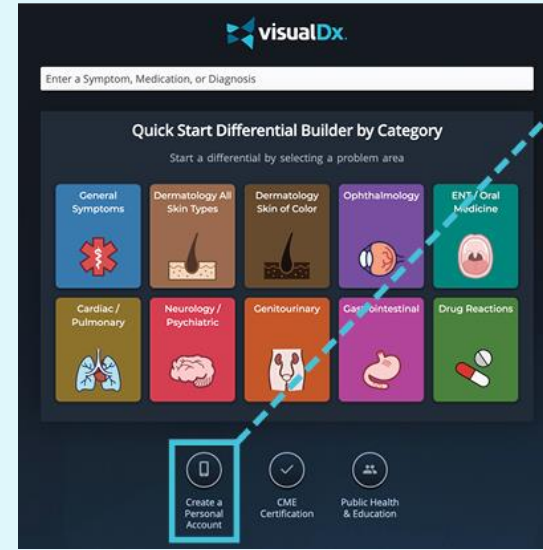 visualDx.
Enter a Symptom, Medication, or Diagnosis
Quick Start Differential Builder by Category
Start a differential by selecting a problem area
General
Symptoms
Dermatology All
Skin Types
Dermatology
Skin of Color
Ophthalmology
ENT / Oral
Medicine
Cardiac /
Pulmonary
Neurology /
Psychiatric
Genitourinary
Gastrointestinal
Drug Reactions
Create a
Personal
Account
CME
Certification
Public Health
& Education